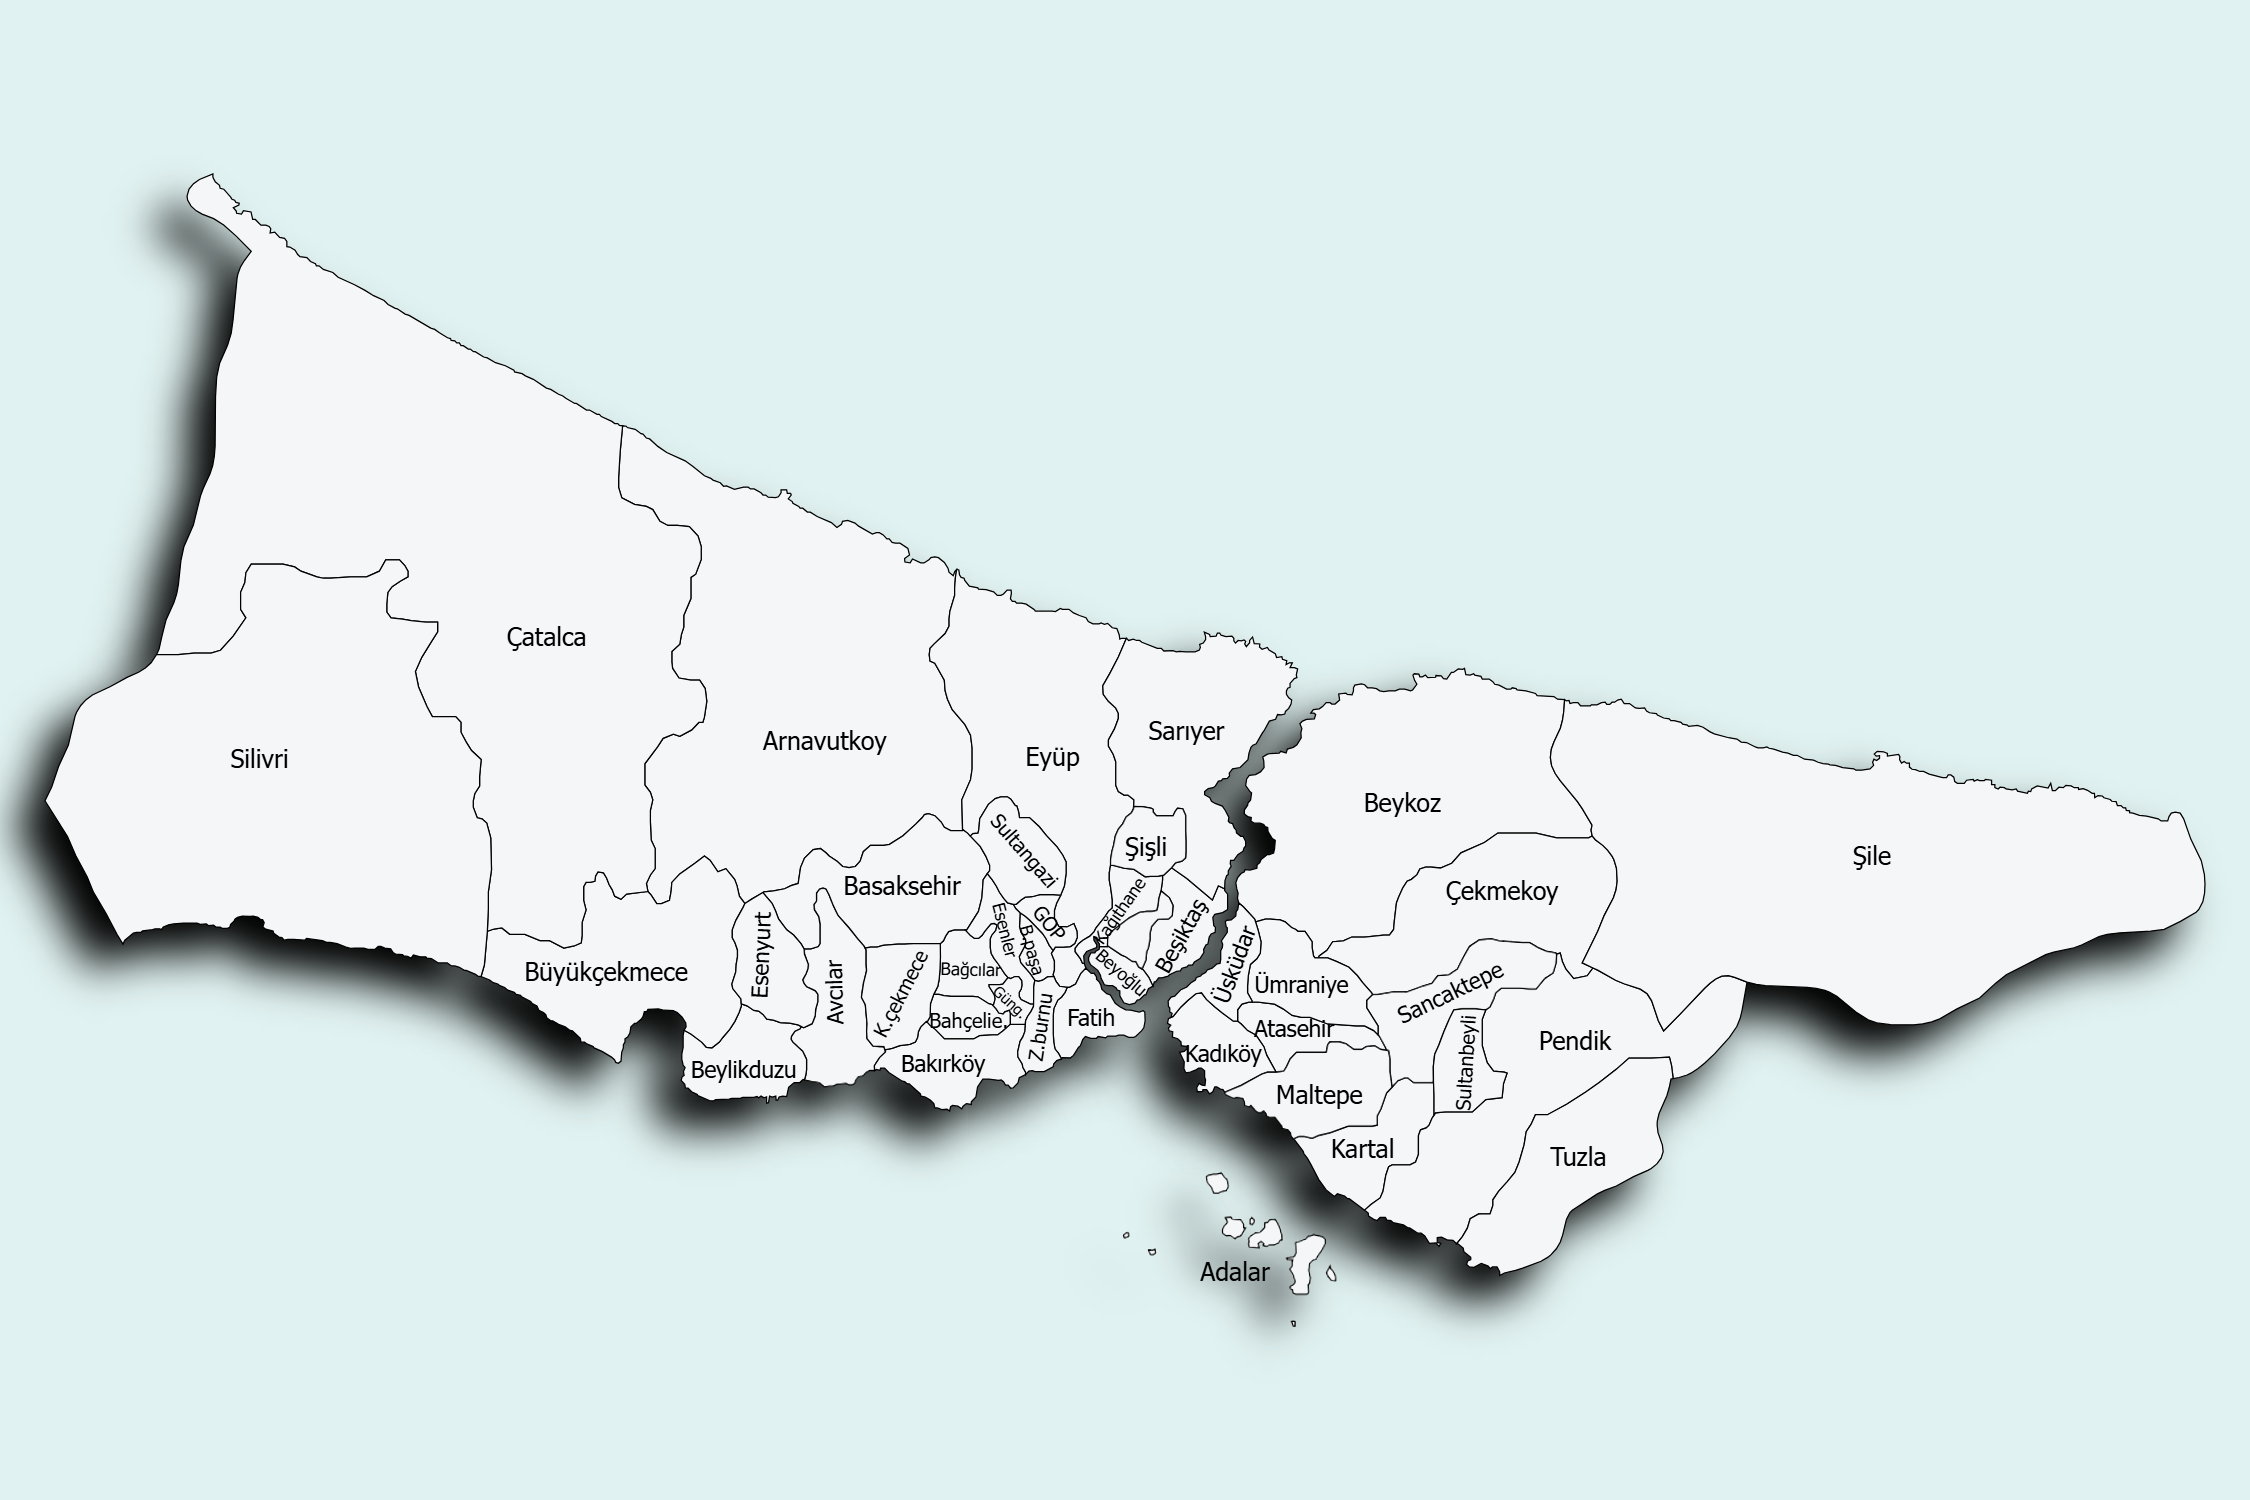 Çatalca
Silivri
Arnavutkoy
Eyüp
Sarıyer
Beykoz
Şile
Sultangazi
Şişli
Basaksehir
Çekmekoy
Kağıthane
GOP
Esenler
B.paşa
Beşiktaş
Esenyurt
Büyükçekmece
Avcılar
K.çekmece
Bağcılar
Beyoğlu
Üsküdar
Ümraniye
Sancaktepe
Güng.
Bahçelie.
Z.burnu
Fatih
Atasehir
Kadıköy
Sultanbeyli
Pendik
Beylikduzu
Bakırköy
Maltepe
Kartal
Tuzla
Adalar